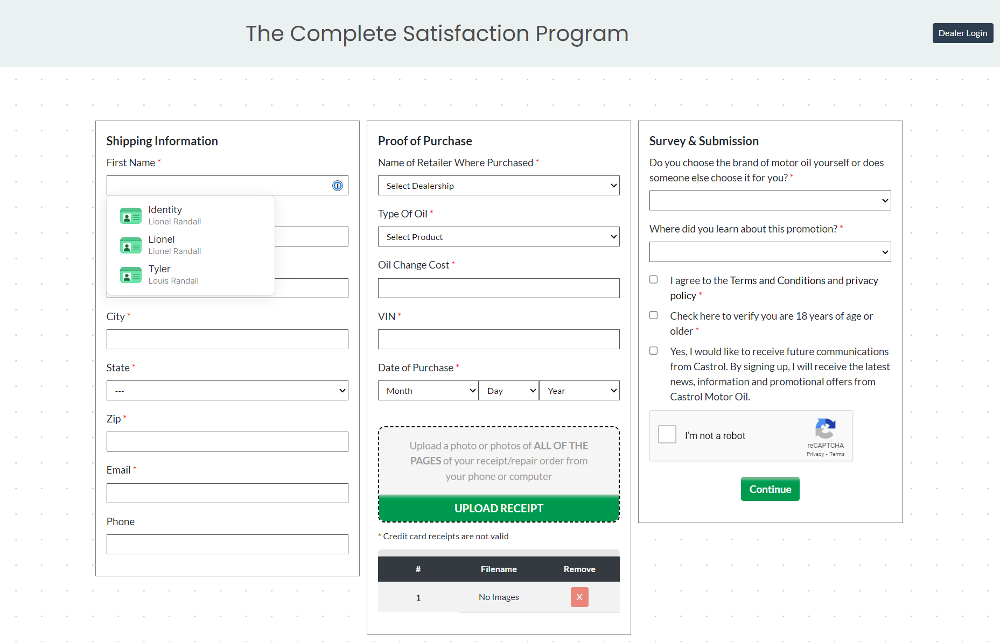 The Complete Satisfaction Program
Dealer Login
Shipping Information
First Name *
Identity
Lionel Randall
Lionel
Lionel Randall
Tyler
Louis Randall
City *
State *
---
Zip *
Email *
Phone
Proof of Purchase
Name of Retailer Where Purchased *
Select Dealership
Type Of Oil *
Select Product
Oil Change Cost *
VIN *
Date of Purchase *
Month Day Year
Upload a photo or photos of ALL OF THE
PAGES of your receipt/repair order from
your phone or computer
UPLOAD RECEIPT
* Credit card receipts are not valid
# Filename Remove
1 No Images X
Survey & Submission
Do you choose the brand of motor oil yourself or does
someone else choose it for you? *
Where did you learn about this promotion? *
I agree to the Terms and Conditions and privacy
policy *
Check here to verify you are 18 years of age or
older *
Yes, I would like to receive future communications
from Castrol. By signing up, I will receive the latest
news, information and promotional offers from
Castrol Motor Oil.
I'm not a robot
reCAPTCHA
Privacy - Terms
Continue